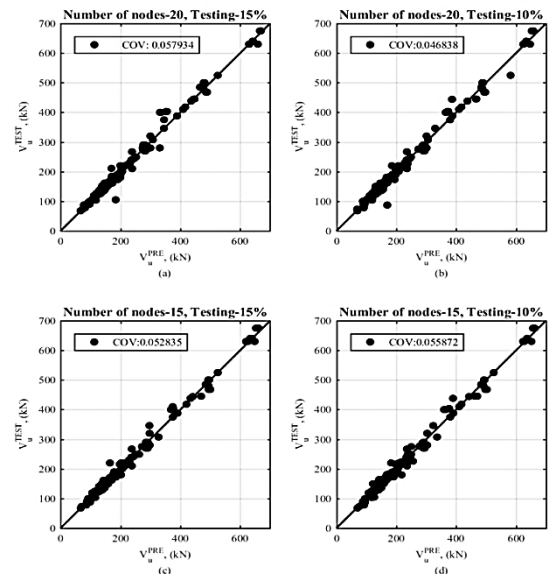 Number of nodes-20, Testing-15%
700
600
500
400
300
200
100
0
COV: 0.057934
V_u^TEST, (kN)
0 200 400 600
V_u^PRE, (kN)
(a)
Number of nodes-20, Testing-10%
700
600
500
400
300
200
100
0
COV: 0.046838
V_u^TEST, (kN)
0 200 400 600
V_u^PRE, (kN)
(b)
Number of nodes-15, Testing-15%
700
600
500
400
300
200
100
0
COV:0.052835
V_u^TEST, (kN)
0 200 400 600
V_u^PRE, (kN)
(c)
Number of nodes-15, Testing-10%
700
600
500
400
300
200
100
0
COV:0.055872
V_u^TEST, (kN)
0 200 400 600
V_u^PRE, (kN)
(d)